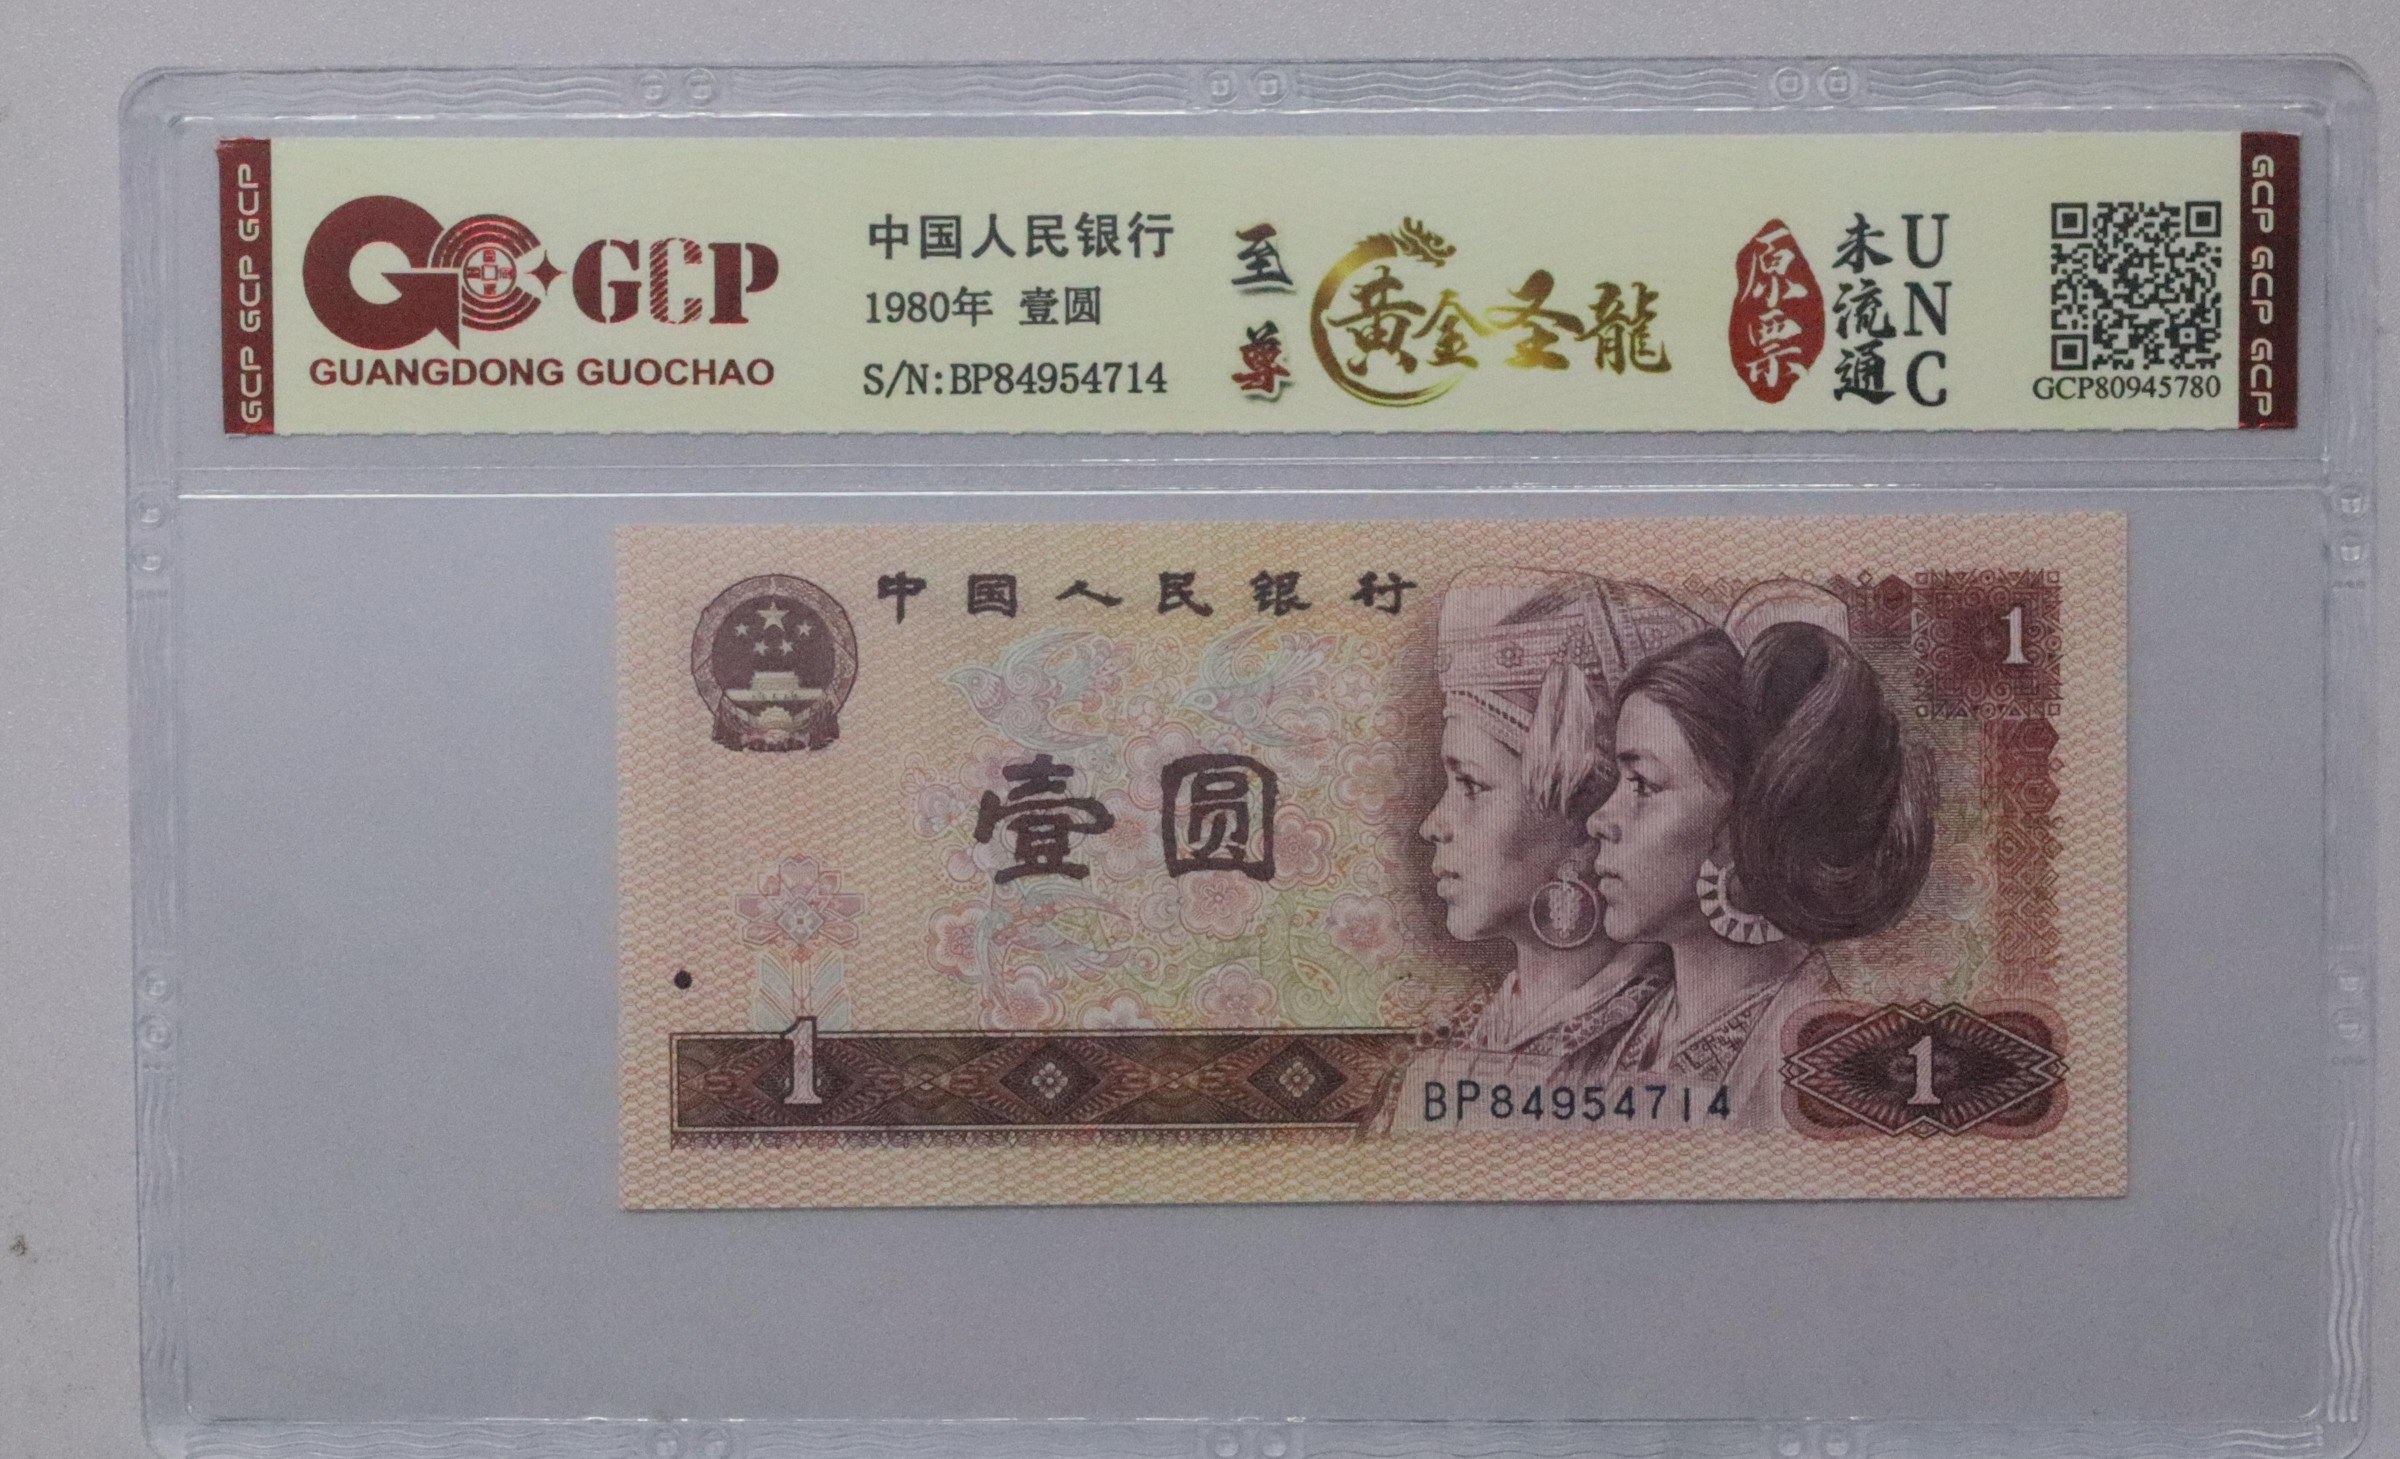 GCP GCP GCP
GCP
GUANGDONG GUOCHAO
中国人民银行
1980年 壹圆
S/N:BP84954714
至尊
黄金圣龍
原票
未流通
UNC
GCP80945780
GCP GCP GCP
中国人民银行
1
壹圆
1
BP84954714
1